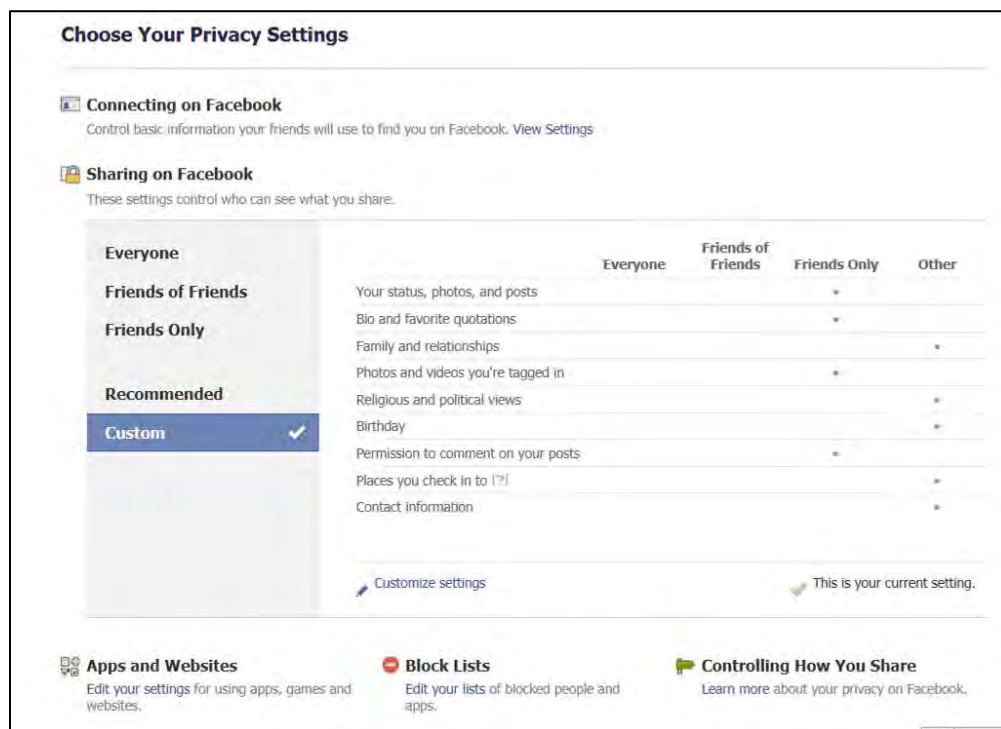 Choose Your Privacy Settings
Connecting on Facebook
Control basic information your friends will use to find you on Facebook. View Settings
Sharing on Facebook
These settings control who can see what you share.
Everyone
Friends of Friends
Friends Only
Recommended
Custom
Everyone Friends of Friends Friends Only Other
Your status, photos, and posts
Bio and favorite quotations
Family and relationships
Photos and videos you're tagged in
Religious and political views
Birthday
Permission to comment on your posts
Places you check in to [?]
Contact information
Customize settings
This is your current setting.
Apps and Websites
Edit your settings for using apps, games and
websites.
Block Lists
Edit your lists of blocked people and
apps.
Controlling How You Share
Learn more about your privacy on Facebook.